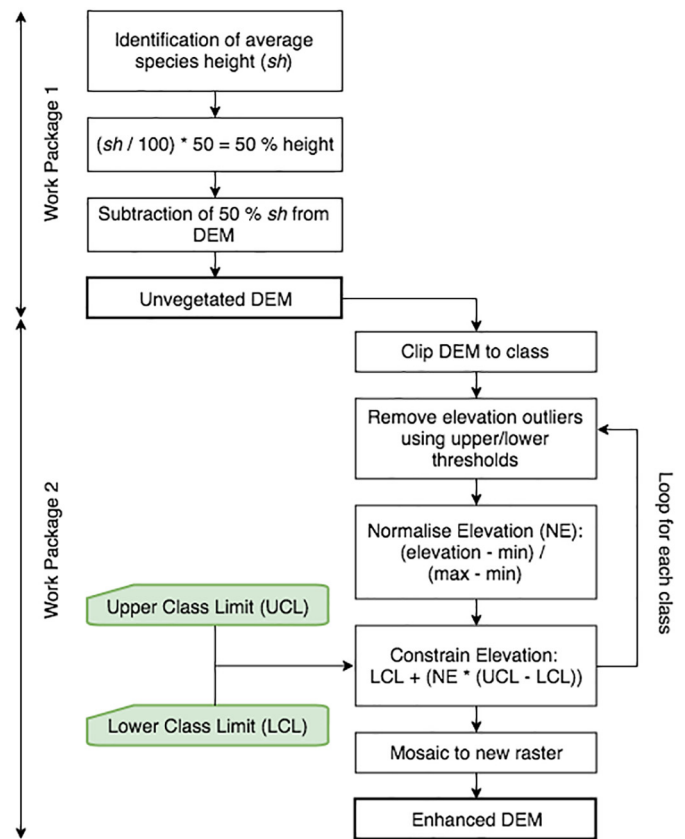 Work Package 1
Identification of average
species height (sh)
(sh / 100) * 50 = 50 % height
Subtraction of 50 % sh from
DEM
Unvegetated DEM
Work Package 2
Clip DEM to class
Remove elevation outliers
using upper/lower
thresholds
Normalise Elevation (NE):
(elevation - min) /
(max - min)
Upper Class Limit (UCL)
Constrain Elevation:
LCL + (NE * (UCL - LCL))
Lower Class Limit (LCL)
Loop for each class
Mosaic to new raster
Enhanced DEM